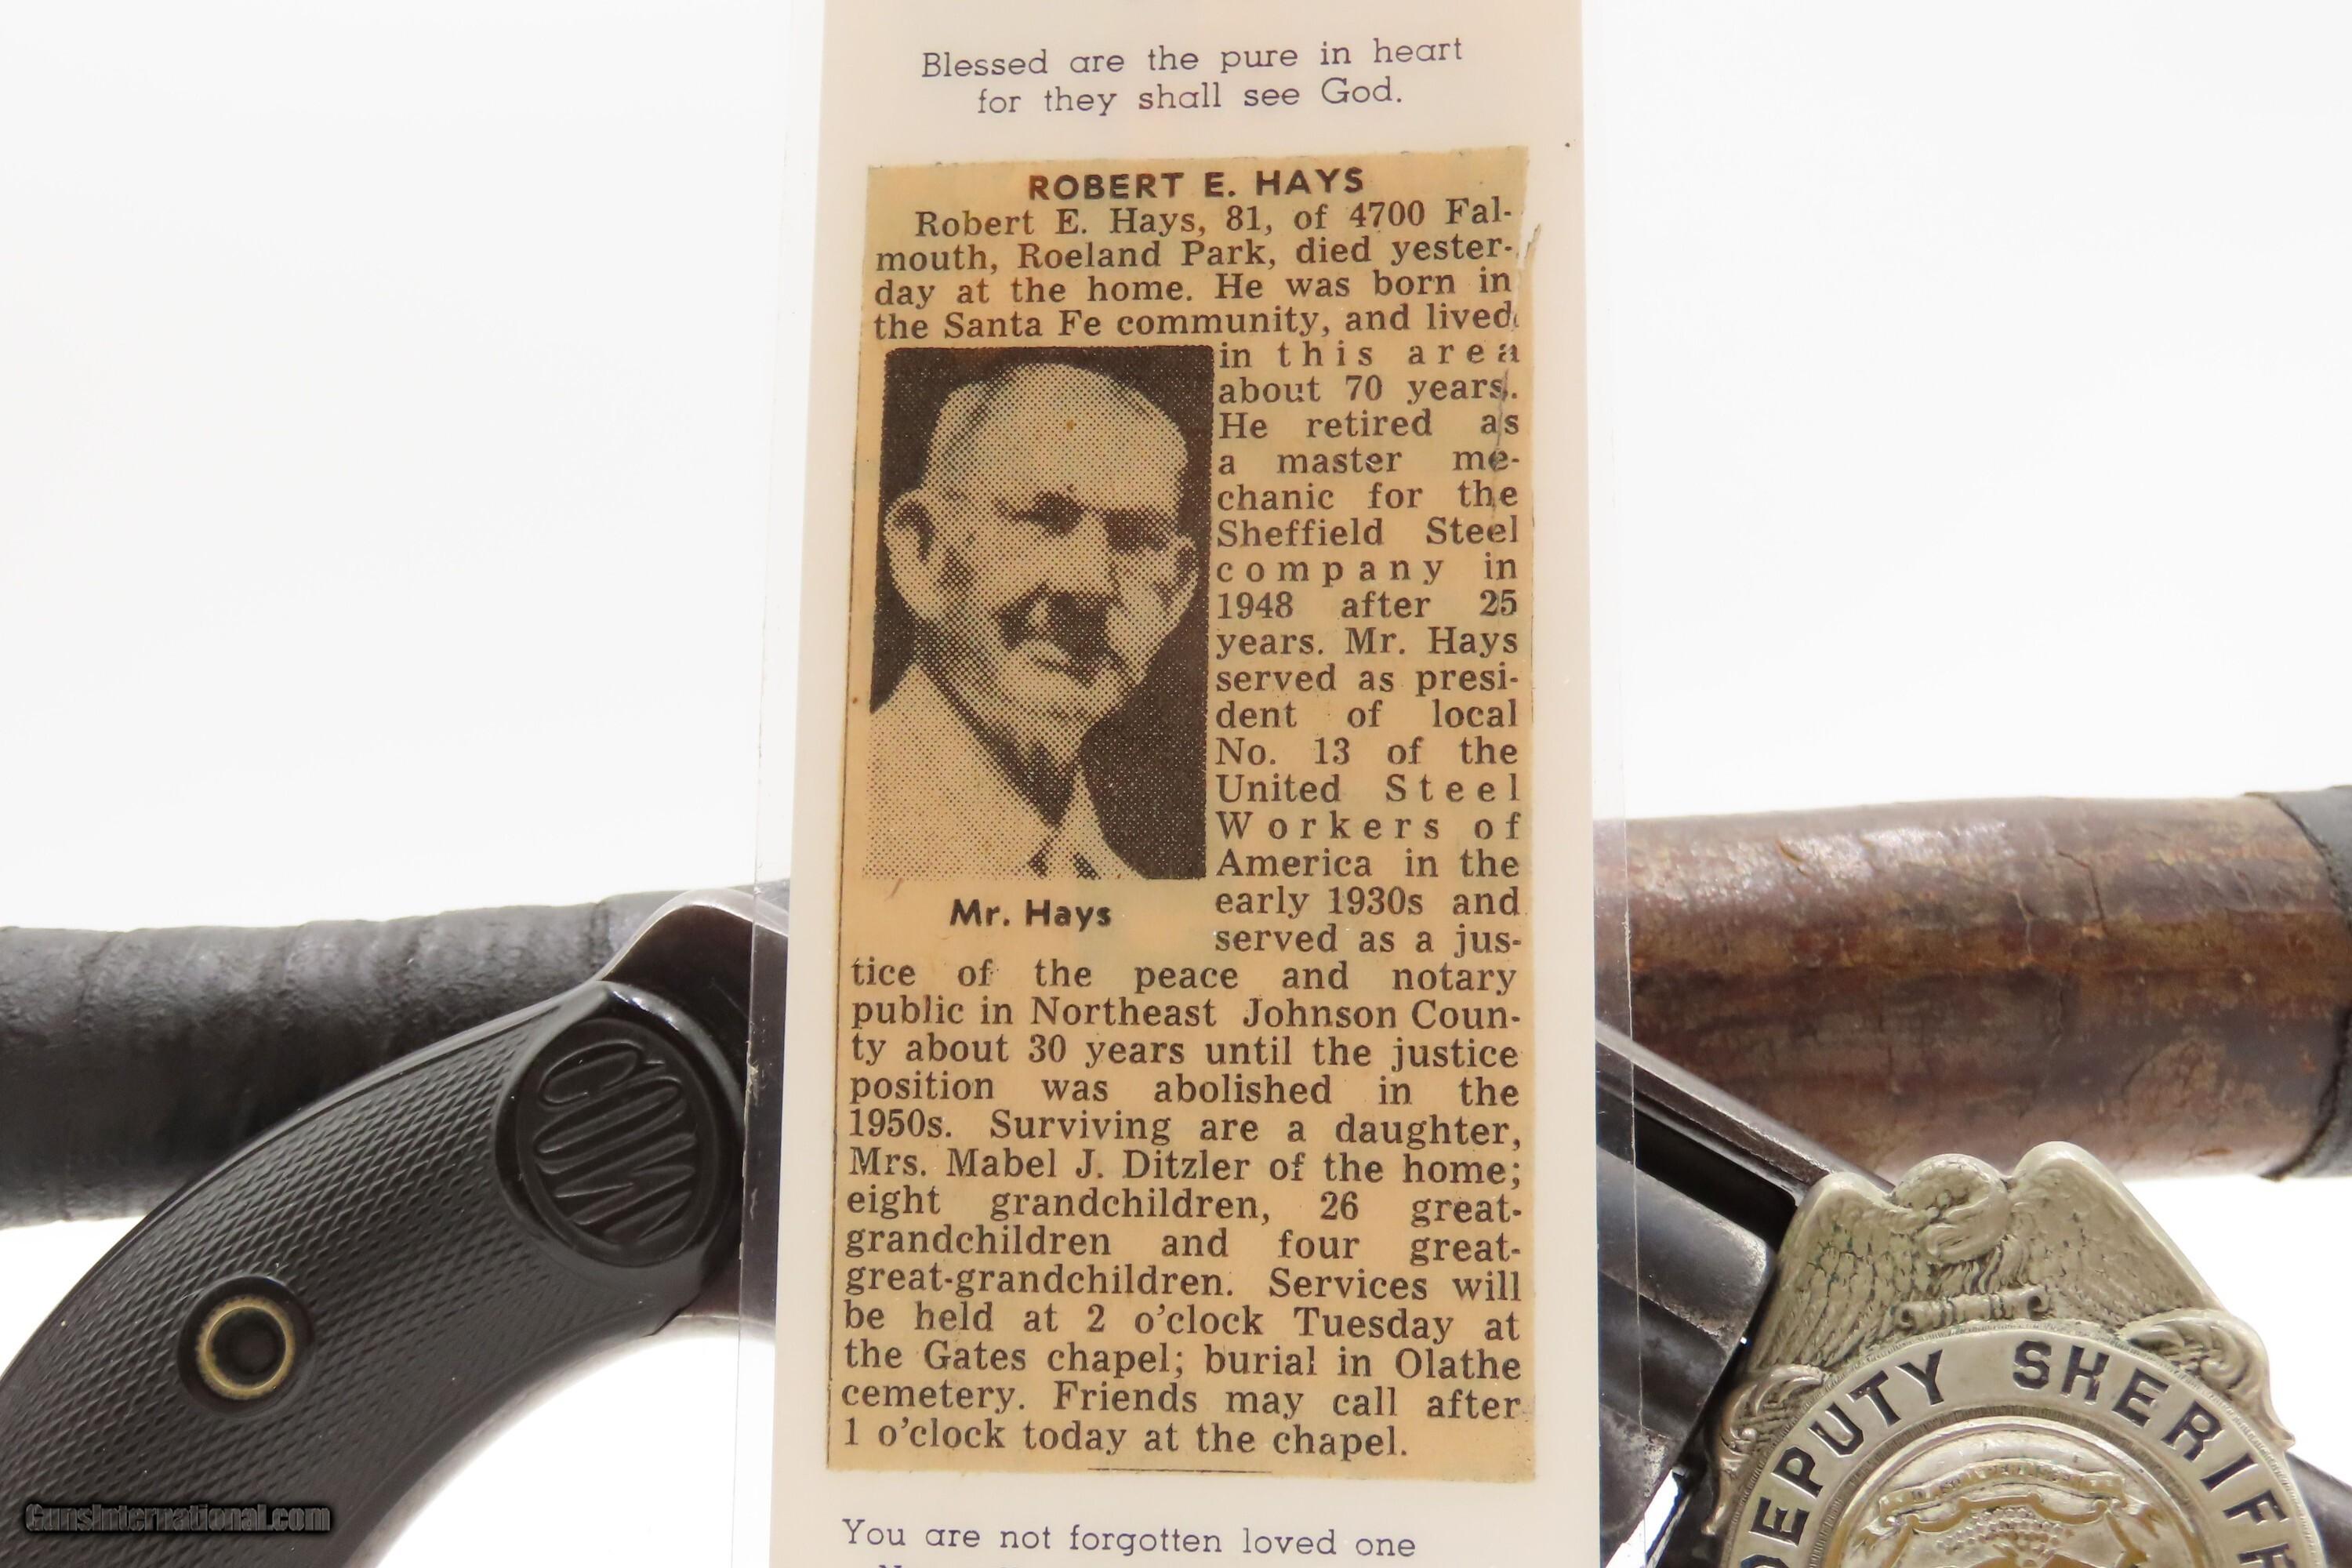 Blessed are the pure in heart
for they shall see God.
ROBERT E. HAYS
Robert E. Hays, 81, of 4700 Fal-
mouth, Roeland Park, died yester-
day at the home. He was born in
the Santa Fe community, and lived
in this area
about 70 years.
He retired as
a master me-
chanic for the
Sheffield Steel
company in
1948 after 25
years. Mr. Hays
served as presi-
dent of local
No. 13 of the
United Steel
Workers of
America in the
early 1930s and
served as a jus-
Mr. Hays
tice of the peace and notary
public in Northeast Johnson Coun-
ty about 30 years until the justice
position was abolished in the
1950s. Surviving are a daughter,
Mrs. Mabel J. Ditzler of the home;
eight grandchildren, 26 great-
grandchildren and four great-
great-grandchildren. Services will
be held at 2 o'clock Tuesday at
the Gates chapel; burial in Olathe
cemetery. Friends may call after
1 o'clock today at the chapel.
You are not forgotten loved one
COLT
DEPUTY SHERIFF
GunsInternational.com